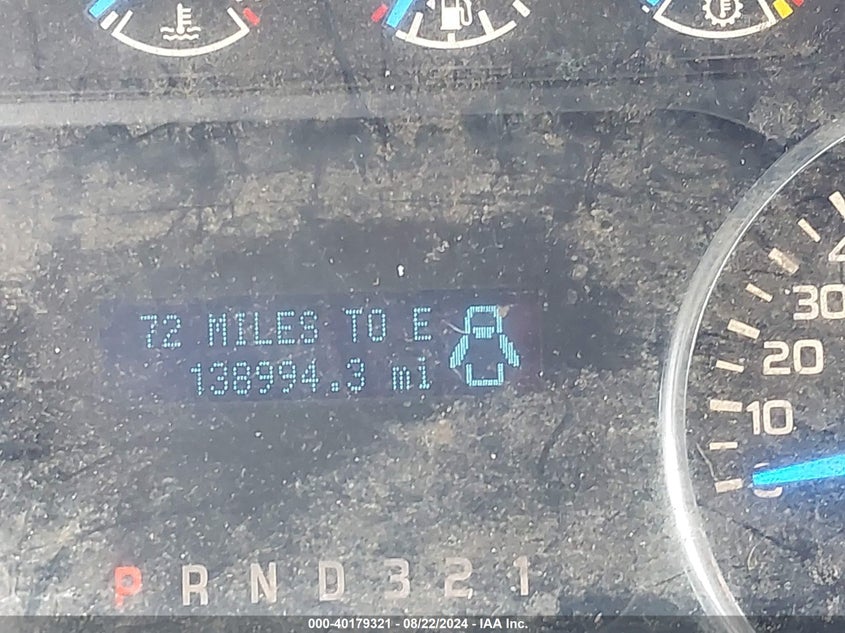 72 MILES TO E
138994.3 mi
30
20
10
0
P R N D 3 2 1
000-40179321 - 08/22/2024 - IAA Inc.